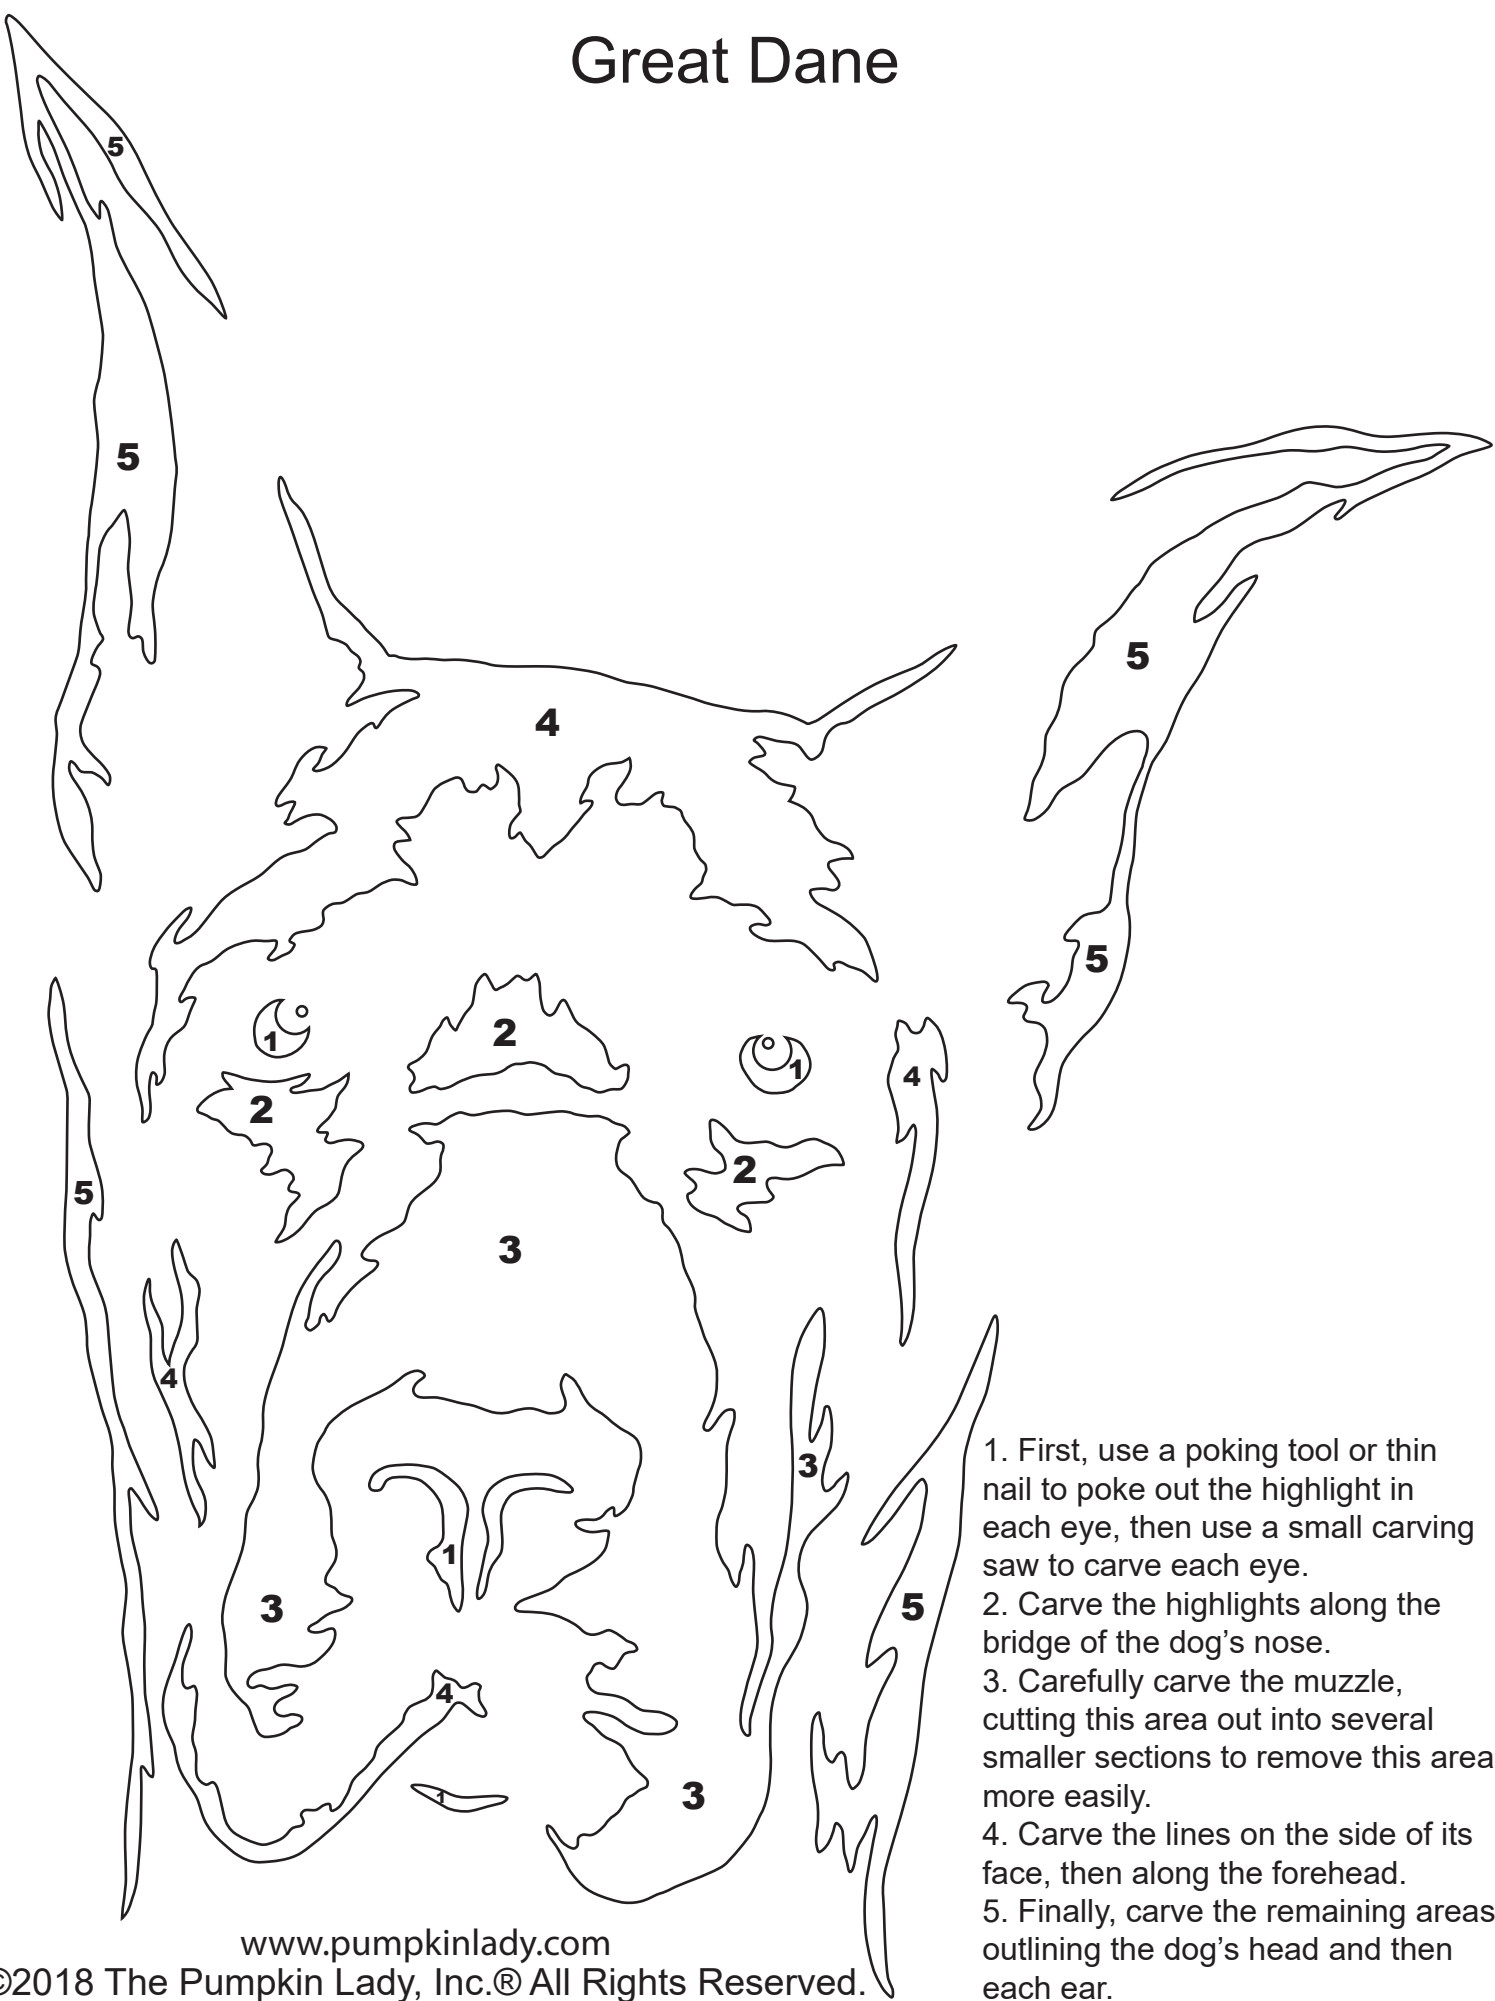 Great Dane
5
5
5
4
5
2
1
1
4
2
2
5
3
4
3
1
3
5
4
1
3
1. First, use a poking tool or thin
nail to poke out the highlight in
each eye, then use a small carving
saw to carve each eye.
2. Carve the highlights along the
bridge of the dog’s nose.
3. Carefully carve the muzzle,
cutting this area out into several
smaller sections to remove this area
more easily.
4. Carve the lines on the side of its
face, then along the forehead.
5. Finally, carve the remaining areas
outlining the dog’s head and then
each ear.
www.pumpkinlady.com
©2018 The Pumpkin Lady, Inc.® All Rights Reserved.